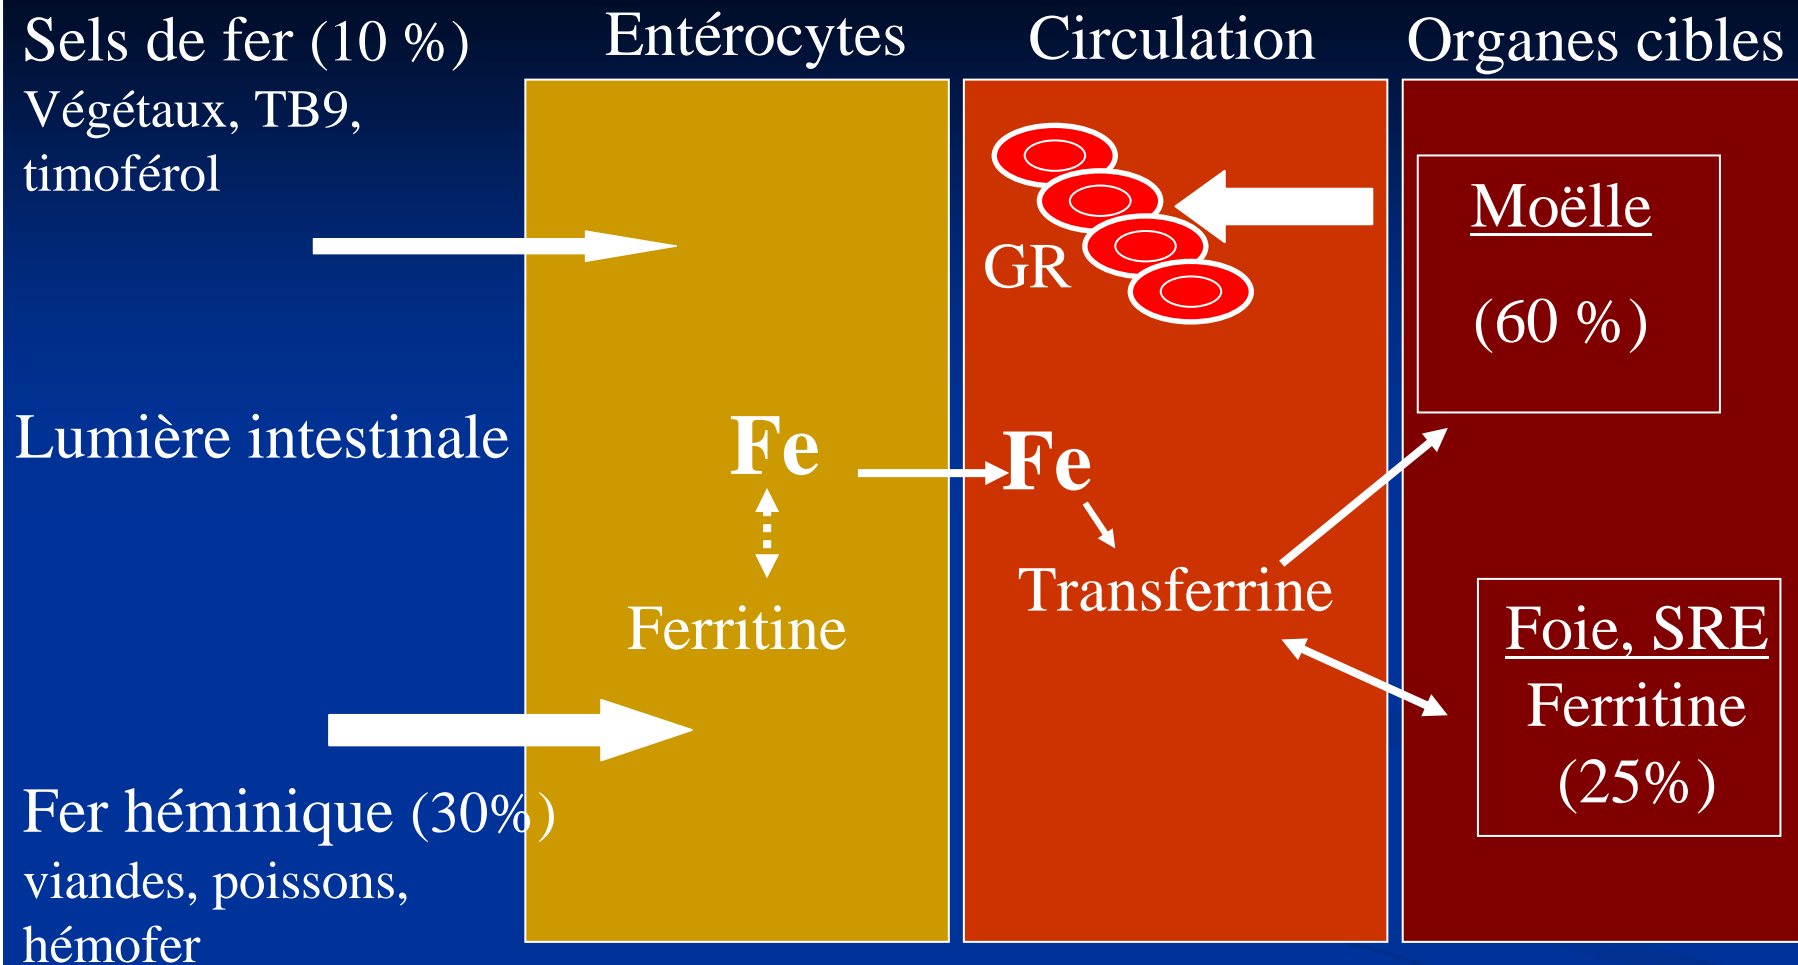 Sels de fer (10 %)
Végétaux, TB9,
timoférol
Lumière intestinale
Fer héminique (30%)
viandes, poissons,
hémofer
Entérocytes
Fe
Ferritine
Circulation
GR
Fe
Transferrine
Organes cibles
Moëlle
(60 %)
Foie, SRE
Ferritine
(25%)